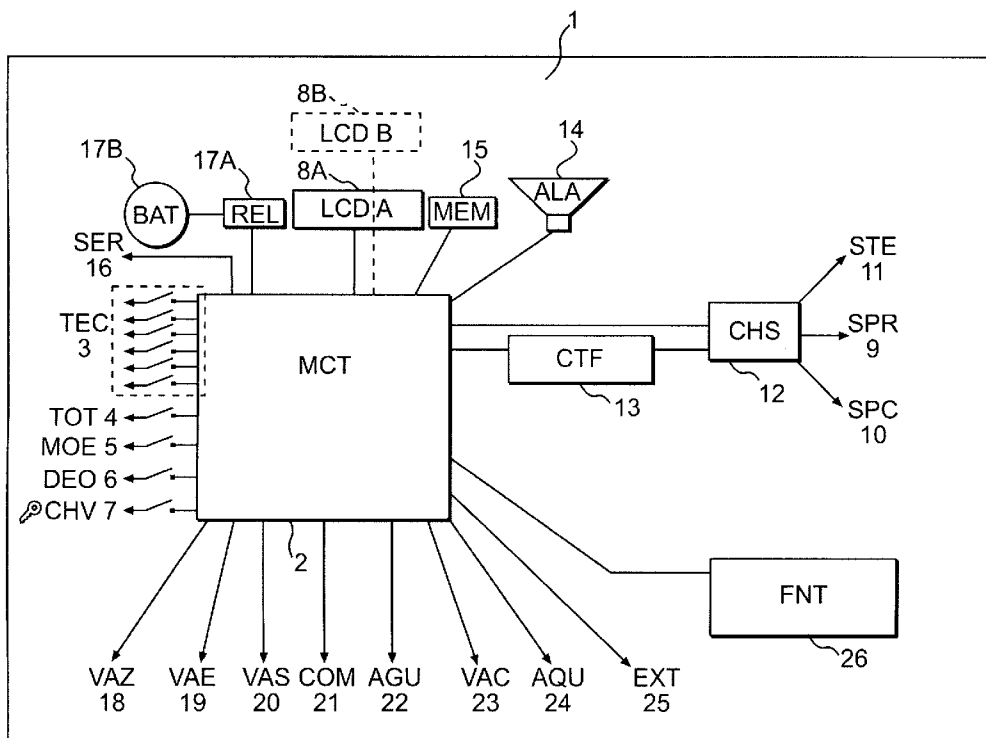 1
8B
LCD B
17B
17A
8A
15
14
BAT
REL
LCD A
MEM
ALA
SER
16
STE
11
TEC
3
MCT
CHS
SPR
9
CTF
12
13
SPC
10
TOT 4
MOE 5
DEO 6
CHV 7
2
FNT
26
VAZ
18
VAE
19
VAS
20
COM
21
AGU
22
VAC
23
AQU
24
EXT
25